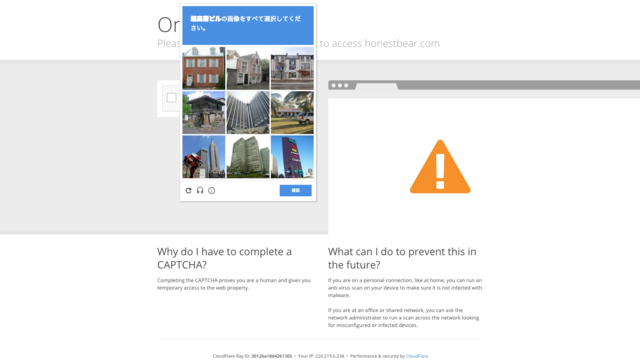 On
超高層ビルの画像をすべて選択してくだ
さい。
Pleas
to access honestbear.com
確認
Why do I have to complete a
CAPTCHA?
Completing the CAPTCHA proves you are a human and gives you
temporary access to the web property.
What can I do to prevent this in
the future?
If you are on a personal connection, like at home, you can run an
anti-virus scan on your device to make sure it is not infected with
malware.
If you are at an office or shared network, you can ask the
network administrator to run a scan across the network looking
for misconfigured or infected devices.
CloudFlare Ray ID: 30126a18d4261305 • Your IP: 220.219.6.234 • Performance & security by CloudFlare